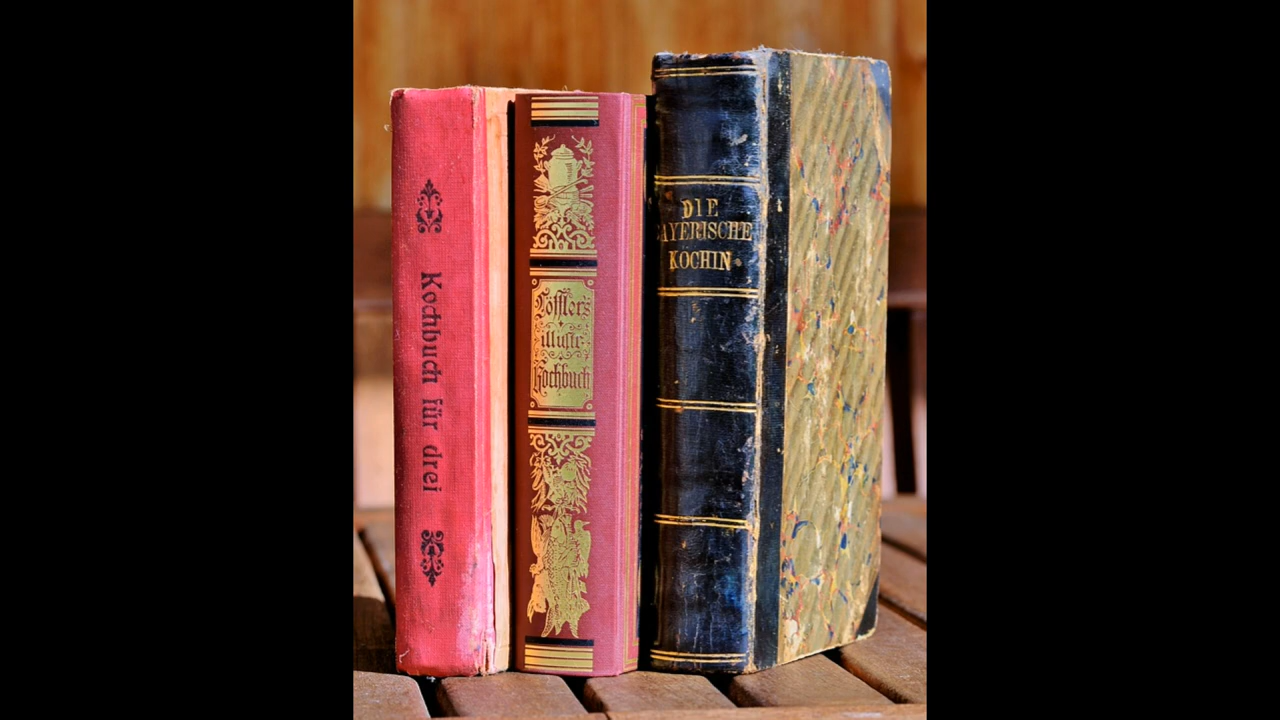 Kochbuch für drei
Löffler's
illustr.
Kochbuch
DIE
BAYERISCHE
KOCHIN